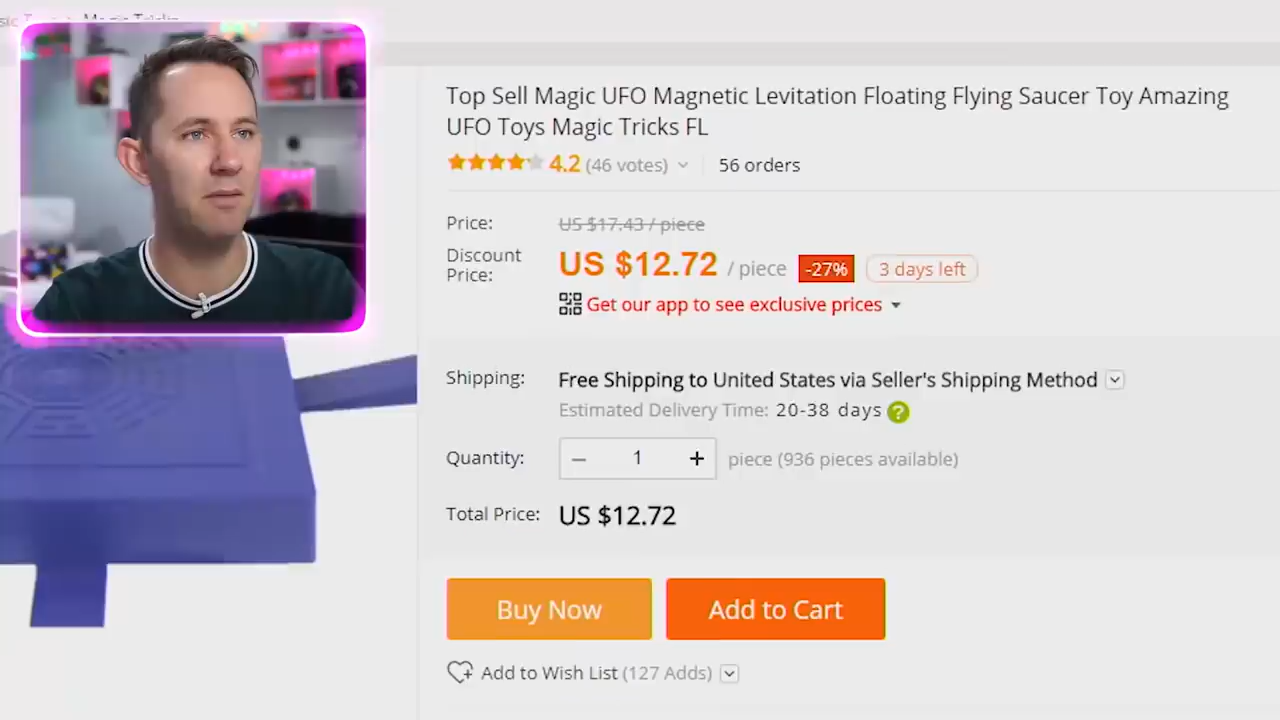 Magic Tricks
Top Sell Magic UFO Magnetic Levitation Floating Flying Saucer Toy Amazing
UFO Toys Magic Tricks FL
4.2 (46 votes) 56 orders
Price: US $17.43 / piece
Discount
Price: US $12.72 / piece -27% 3 days left
Get our app to see exclusive prices
Shipping: Free Shipping to United States via Seller's Shipping Method
Estimated Delivery Time: 20-38 days ?
Quantity: − 1 + piece (936 pieces available)
Total Price: US $12.72
Buy Now Add to Cart
Add to Wish List (127 Adds)